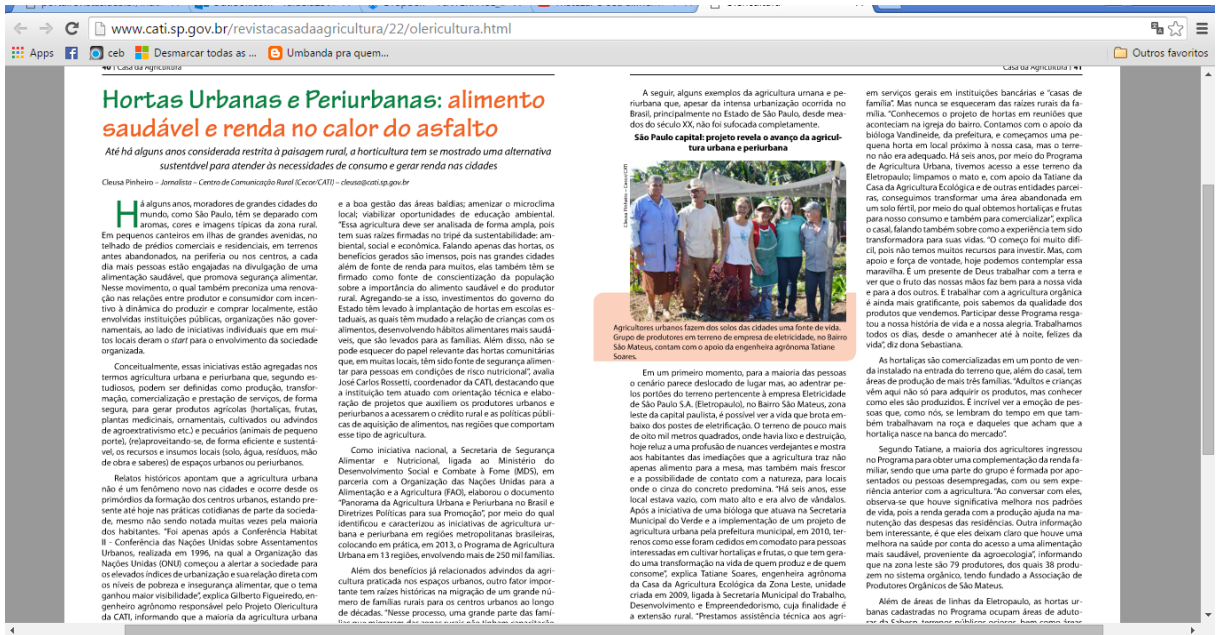 www.cati.sp.gov.br/revistacasadaagricultura/22/olericultura.html
Apps ceb Desmarcar todas as ... Umbanda pra quem... Outros favoritos
40 | Casa da Agricultura
Hortas Urbanas e Periurbanas: alimento
saudável e renda no calor do asfalto
Até há alguns anos considerada restrita à paisagem rural, a horticultura tem se mostrado uma alternativa
sustentável para atender às necessidades de consumo e gerar renda nas cidades
Cleusa Pinheiro – Jornalista – Centro de Comunicação Rural (Cecor/CATI) – cleusa@cati.sp.gov.br
Há alguns anos, moradores de grandes cidades do
mundo, como São Paulo, têm se deparado com
aromas, cores e imagens típicas da zona rural.
Em pequenos canteiros em ilhas de grandes avenidas, no
telhado de prédios comerciais e residenciais, em terrenos
antes abandonados, na periferia ou nos centros, a cada
dia mais pessoas estão engajadas na divulgação de uma
alimentação saudável, que promova segurança alimentar.
Nesse movimento, o qual também preconiza uma renova-
ção nas relações entre produtor e consumidor com incen-
tivo à dinâmica do produzir e comprar localmente, estão
envolvidas instituições públicas, organizações não gover-
namentais, ao lado de iniciativas individuais que em mui-
tos locais deram o start para o envolvimento da sociedade
organizada.
Conceitualmente, essas iniciativas estão agregadas nos
termos agricultura urbana e periurbana que, segundo es-
tudiosos, podem ser definidas como produção, transfor-
mação, comercialização e prestação de serviços, de forma
segura, para gerar produtos agrícolas (hortaliças, frutas,
plantas medicinais, ornamentais, cultivados ou advindos
de agroextrativismo etc.) e pecuários (animais de pequeno
porte), (re)aproveitando-se, de forma eficiente e sustentá-
vel, os recursos e insumos locais (solo, água, resíduos, mão
de obra e saberes) de espaços urbanos ou periurbanos.
Relatos históricos apontam que a agricultura urbana
não é um fenômeno novo nas cidades e ocorre desde os
primórdios da formação dos centros urbanos, estando pre-
sente até hoje nas práticas cotidianas de parte da socieda-
de, mesmo não sendo notada muitas vezes pela maioria
dos habitantes. "Foi apenas após a Conferência Habitat
II - Conferência das Nações Unidas sobre Assentamentos
Urbanos, realizada em 1996, na qual a Organização das
Nações Unidas (ONU) começou a alertar a sociedade para
os elevados índices de urbanização e sua relação direta com
os níveis de pobreza e insegurança alimentar, que o tema
ganhou maior visibilidade", explica Gilberto Figueiredo, en-
genheiro agrônomo responsável pelo Projeto Olericultura
da CATI, informando que a maioria da agricultura urbana
e a boa gestão das áreas baldias; amenizar o microclima
local; viabilizar oportunidades de educação ambiental.
"Essa agricultura deve ser analisada de forma ampla, pois
tem suas raízes firmadas no tripé da sustentabilidade: am-
biental, social e econômica. Falando apenas das hortas, os
benefícios gerados são imensos, pois nas grandes cidades
além de fonte de renda para muitos, elas também têm se
firmado como fonte de conscientização da população
sobre a importância do alimento saudável e do produtor
rural. Agregando-se a isso, investimentos do governo do
Estado têm levado à implantação de hortas em escolas es-
taduais, as quais têm mudado a relação de crianças com os
alimentos, desenvolvendo hábitos alimentares mais saudá-
veis, que são levados para as famílias. Além disso, não se
pode esquecer do papel relevante das hortas comunitárias
que, em muitas locais, têm sido fonte de segurança alimen-
tar para pessoas em condições de risco nutricional", avalia
José Carlos Rossetti, coordenador da CATI, destacando que
a instituição tem atuado com orientação técnica e elabo-
ração de projetos que auxiliem os produtores urbanos e
periurbanos a acessarem o crédito rural e as políticas públi-
cas de aquisição de alimentos, nas regiões que comportam
esse tipo de agricultura.
Como iniciativa nacional, a Secretaria de Segurança
Alimentar e Nutricional, ligada ao Ministério do
Desenvolvimento Social e Combate à Fome (MDS), em
parceria com a Organização das Nações Unidas para a
Alimentação e a Agricultura (FAO), elaborou o documento
"Panorama da Agricultura Urbana e Periurbana no Brasil e
Diretrizes Políticas para sua Promoção", por meio do qual
identificou e caracterizou as iniciativas de agricultura ur-
bana e periurbana em regiões metropolitanas brasileiras,
colocando em prática, em 2013, o Programa de Agricultura
Urbana em 13 regiões, envolvendo mais de 250 mil famílias.
Além dos benefícios já relacionados advindos da agri-
cultura praticada nos espaços urbanos, outro fator impor-
tante tem raízes históricas na migração de um grande nú-
mero de famílias rurais para os centros urbanos ao longo
de décadas. "Nesse processo, uma grande parte das famí-
lias que migraram das zonas rurais não tinham capacitação
Casa da Agricultura | 41
A seguir, alguns exemplos da agricultura urnana e pe-
riurbana que, apesar da intensa urbanização ocorrida no
Brasil, principalmente no Estado de São Paulo, desde mea-
dos do século XX, não foi sufocada completamente.
São Paulo capital: projeto revela o avanço da agricul-
tura urbana e periurbana
Cleusa Pinheiro – Cecor/CATI
Agricultores urbanos fazem dos solos das cidades uma fonte de vida.
Grupo de produtores em terreno de empresa de eletricidade, no Bairro
São Mateus, contam com o apoio da engenheira agrônoma Tatiane
Soares.
Em um primeiro momento, para a maioria das pessoas
o cenário parece deslocado de lugar mas, ao adentrar pe-
los portões do terreno pertencente à empresa Eletricidade
de São Paulo S.A. (Eletropaulo), no Bairro São Mateus, zona
leste da capital paulista, é possível ver a vida que brota em-
baixo dos postes de eletrificação. O terreno de pouco mais
de oito mil metros quadrados, onde havia lixo e destruição,
hoje reluz a uma profusão de nuances verdejantes e mostra
aos habitantes das imediações que a agricultura traz não
apenas alimento para a mesa, mas também mais frescor
e a possibilidade de contato com a natureza, para locais
onde o cinza do concreto predomina. "Há seis anos, esse
local estava vazio, com mato alto e era alvo de vândalos.
Após a iniciativa de uma bióloga que atuava na Secretaria
Municipal do Verde e a implementação de um projeto de
agricultura urbana pela prefeitura municipal, em 2010, ter-
renos como esse foram cedidos em comodato para pessoas
interessadas em cultivar hortaliças e frutas, o que tem gera-
do uma transformação na vida de quem produz e de quem
consome", explica Tatiane Soares, engenheira agrônoma
da Casa da Agricultura Ecológica da Zona Leste, unidade
criada em 2009, ligada à Secretaria Municipal do Trabalho,
Desenvolvimento e Empreendedorismo, cuja finalidade é
a extensão rural. "Prestamos assistência técnica aos agri-
em serviços gerais em instituições bancárias e "casas de
família". Mas nunca se esqueceram das raízes rurais da fa-
mília. "Conhecemos o projeto de hortas em reuniões que
aconteciam na igreja do bairro. Contamos com o apoio da
bióloga Vandineide, da prefeitura, e começamos uma pe-
quena horta em local próximo à nossa casa, mas o terre-
no não era adequado. Há seis anos, por meio do Programa
de Agricultura Urbana, tivemos acesso a esse terreno da
Eletropaulo; limpamos o mato e, com apoio da Tatiane da
Casa da Agricultura Ecológica e de outras entidades parcei-
ras, conseguimos transformar uma área abandonada em
um solo fértil, por meio do qual obtemos hortaliças e frutas
para nosso consumo e também para comercializar", explica
o casal, falando também sobre como a experiência tem sido
transformadora para suas vidas. "O começo foi muito difí-
cil, pois não temos muitos recursos para investir. Mas, com
apoio e força de vontade, hoje podemos contemplar essa
maravilha. É um presente de Deus trabalhar com a terra e
ver que o fruto das nossas mãos faz bem para a nossa vida
e para a dos outros. E trabalhar com a agricultura orgânica
é ainda mais gratificante, pois sabemos da qualidade dos
produtos que vendemos. Participar desse Programa resga-
tou a nossa história de vida e a nossa alegria. Trabalhamos
todos os dias, desde o amanhecer até à noite, felizes da
vida", diz dona Sebastiana.
As hortaliças são comercializadas em um ponto de ven-
da instalado na entrada do terreno que, além do casal, tem
áreas de produção de mais três famílias. "Adultos e crianças
vêm aqui não só para adquirir os produtos, mas conhecer
como eles são produzidos. É incrível ver a emoção de pes-
soas que, como nós, se lembram do tempo em que tam-
bém trabalhavam na roça e daqueles que acham que a
hortaliça nasce na banca do mercado".
Segundo Tatiane, a maioria dos agricultores ingressou
no Programa para obter uma complementação da renda fa-
miliar, sendo que uma parte do grupo é formada por apo-
sentados ou pessoas desempregadas, com ou sem expe-
riência anterior com a agricultura. "Ao conversar com eles,
observa-se que houve significativa melhora nos padrões
de vida, pois a renda gerada com a produção ajuda na ma-
nutenção das despesas das residências. Outra informação
bem interessante, é que eles deixam claro que houve uma
melhora na saúde por conta do acesso a uma alimentação
mais saudável, proveniente da agroecologia", informando
que na zona leste são 79 produtores, dos quais 38 produ-
zem no sistema orgânico, tendo fundado a Associação de
Produtores Orgânicos de São Mateus.
Além de áreas de linhas da Eletropaulo, as hortas ur-
banas cadastradas no Programa ocupam áreas de aduto-
ras da Sabesp, terrenos públicos ociosos, bem como áreas